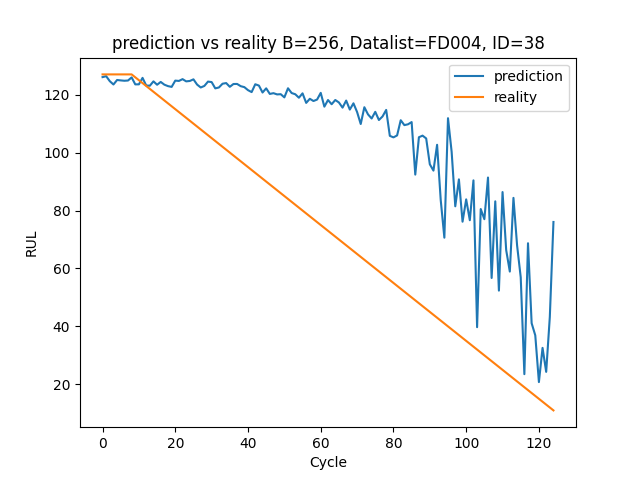 prediction vs reality B=256, Datalist=FD004, ID=38
prediction
reality
RUL
120
100
80
60
40
20
0 20 40 60 80 100 120
Cycle